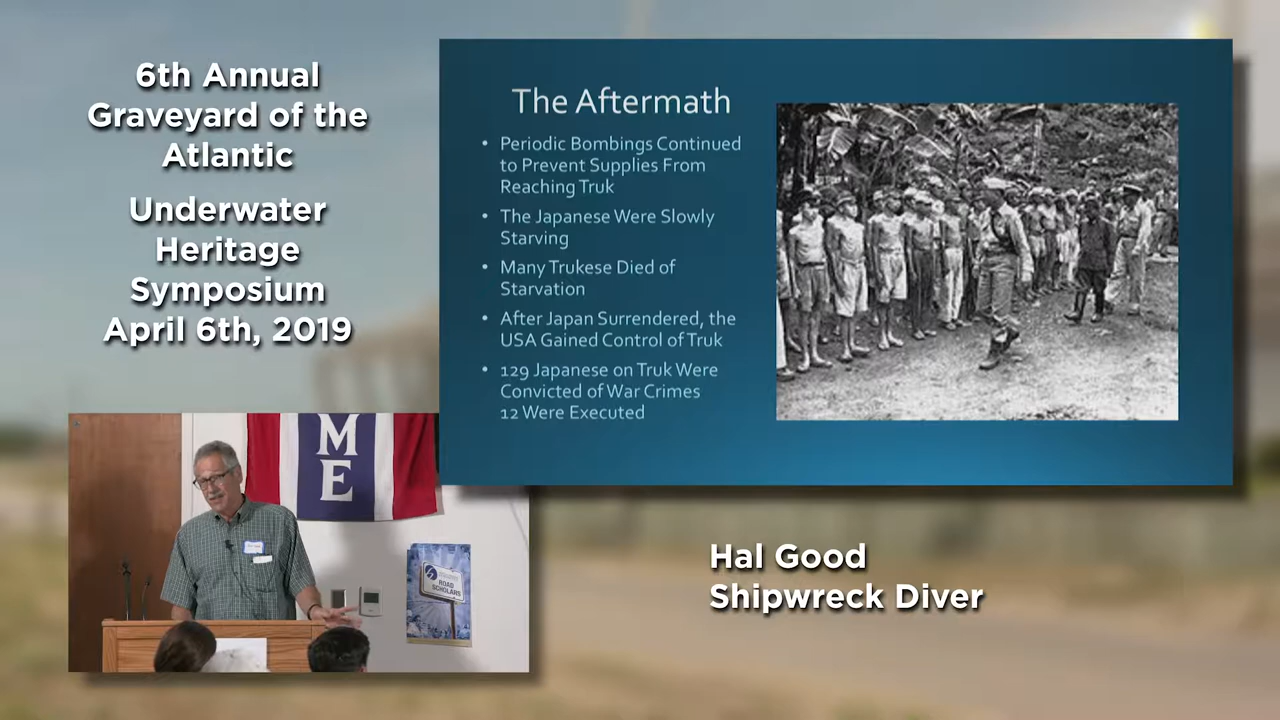 6th Annual
Graveyard of the
Atlantic
Underwater
Heritage
Symposium
April 6th, 2019
The Aftermath
• Periodic Bombings Continued
to Prevent Supplies From
Reaching Truk
• The Japanese Were Slowly
Starving
• Many Trukese Died of
Starvation
• After Japan Surrendered, the
USA Gained Control of Truk
• 129 Japanese on Truk Were
Convicted of War Crimes
12 Were Executed
M
E
ROAD
SCHOLARS
Hal Good
Shipwreck Diver